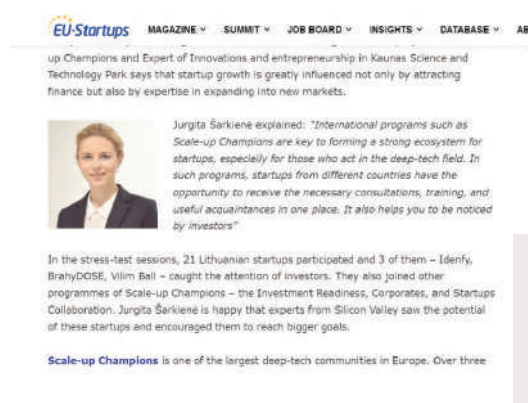 EU-Startups MAGAZINE SUMMIT JOB BOARD INSIGHTS DATABASE
up Champions and Expert of Innovations and entrepreneurship in Kaunas Science and
Technology Park says that startup growth is greatly influenced not only by attracting
finance but also by expertise in expanding into new markets.
Jurgita Šarkienė explained: "International programs such as
Scale-up Champions are key to forming a strong ecosystem for
startups, especially for those who act in the deep-tech field. In
such programs, startups from different countries have the
opportunity to receive the necessary consultations, training, and
useful acquaintances in one place. It also helps you to be noticed
by investors"
In the stress-test sessions, 21 Lithuanian startups participated and 3 of them – Idenfy,
BrahyDOSE, Vilim Ball – caught the attention of investors. They also joined other
programmes of Scale-up Champions – the Investment Readiness, Corporates, and Startups
Collaboration. Jurgita Šarkienė is happy that experts from Silicon Valley saw the potential
of these startups and encouraged them to reach bigger goals.
Scale-up Champions is one of the largest deep-tech communities in Europe. Over three